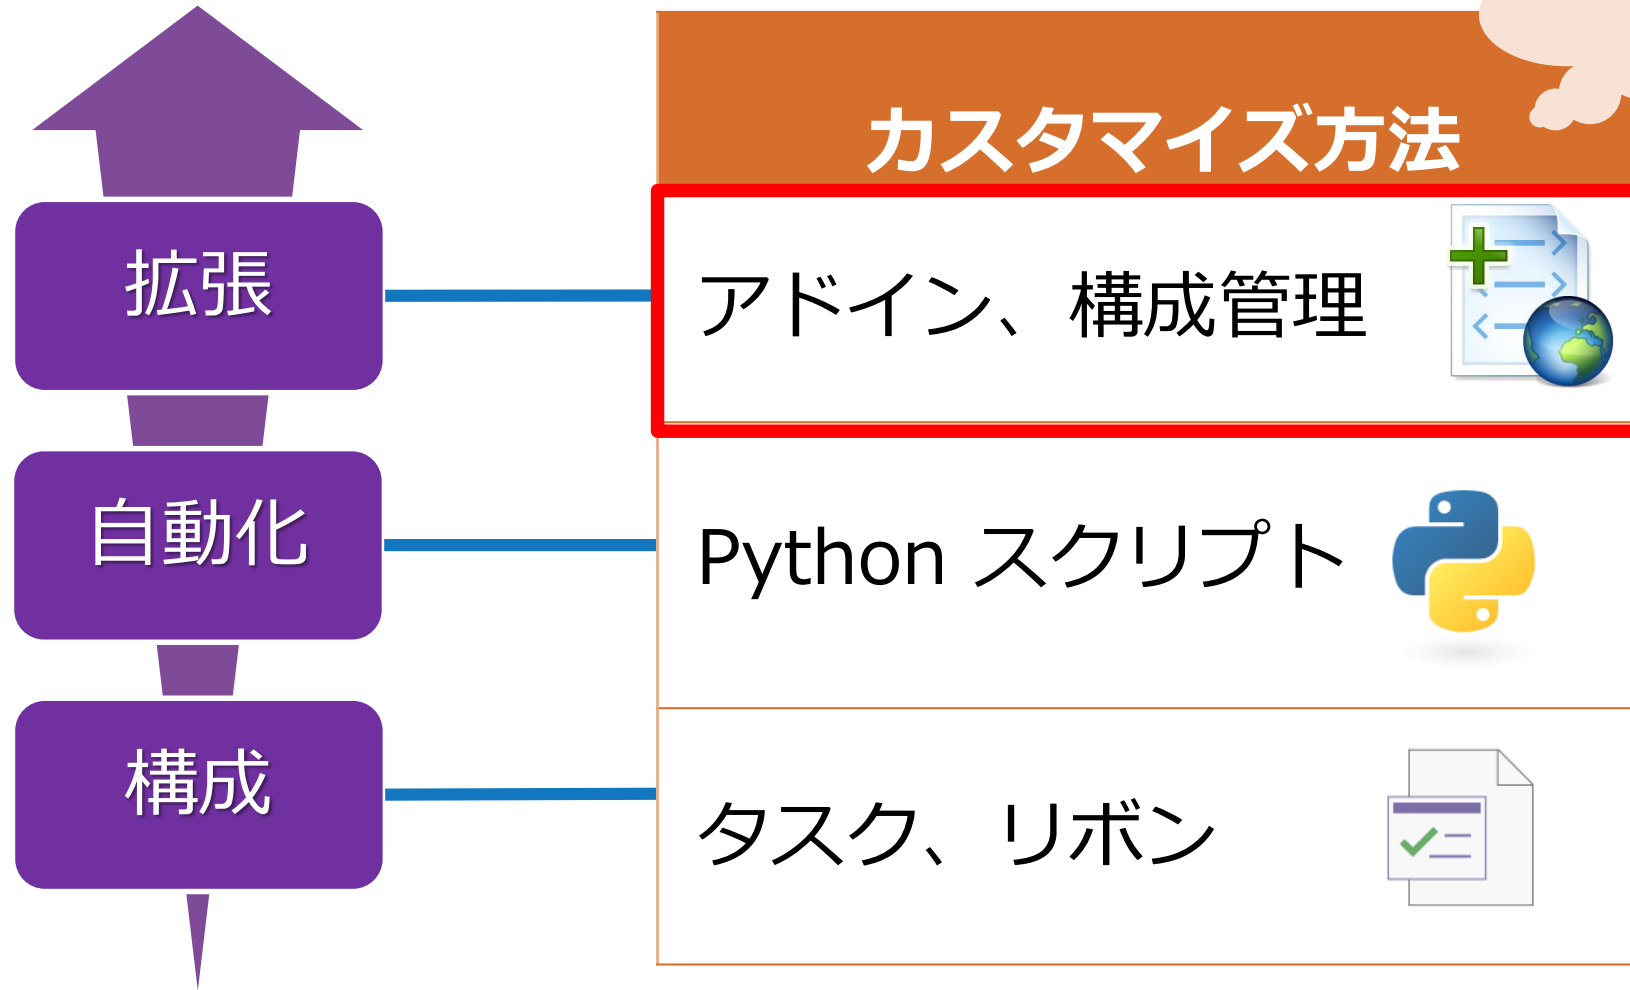 カスタマイズ方法
拡張
アドイン、構成管理
自動化
Python スクリプト
構成
タスク、リボン